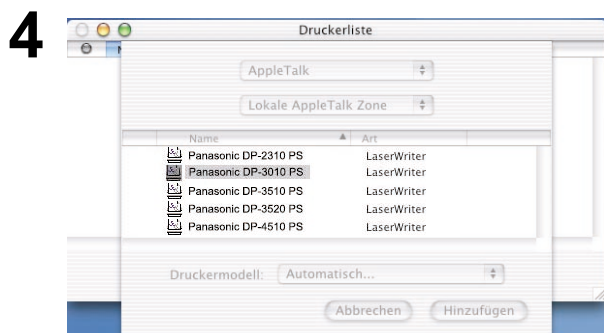 4
Druckerliste
AppleTalk
Lokale AppleTalk Zone
Name Art
Panasonic DP-2310 PS LaserWriter
Panasonic DP-3010 PS LaserWriter
Panasonic DP-3510 PS LaserWriter
Panasonic DP-3520 PS LaserWriter
Panasonic DP-4510 PS LaserWriter
Druckermodell: Automatisch...
Abbrechen Hinzufügen